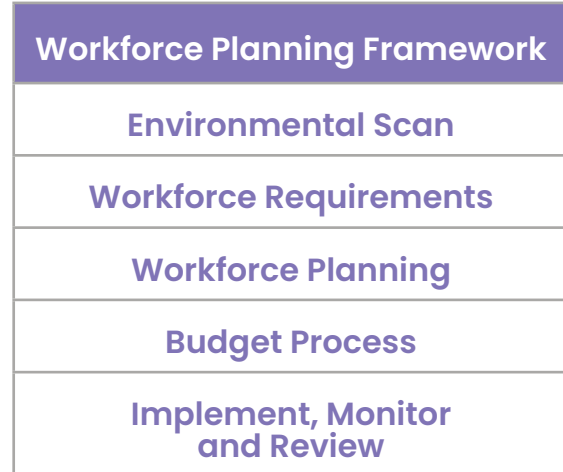 Workforce Planning Framework
Environmental Scan
Workforce Requirements
Workforce Planning
Budget Process
Implement, Monitor
and Review